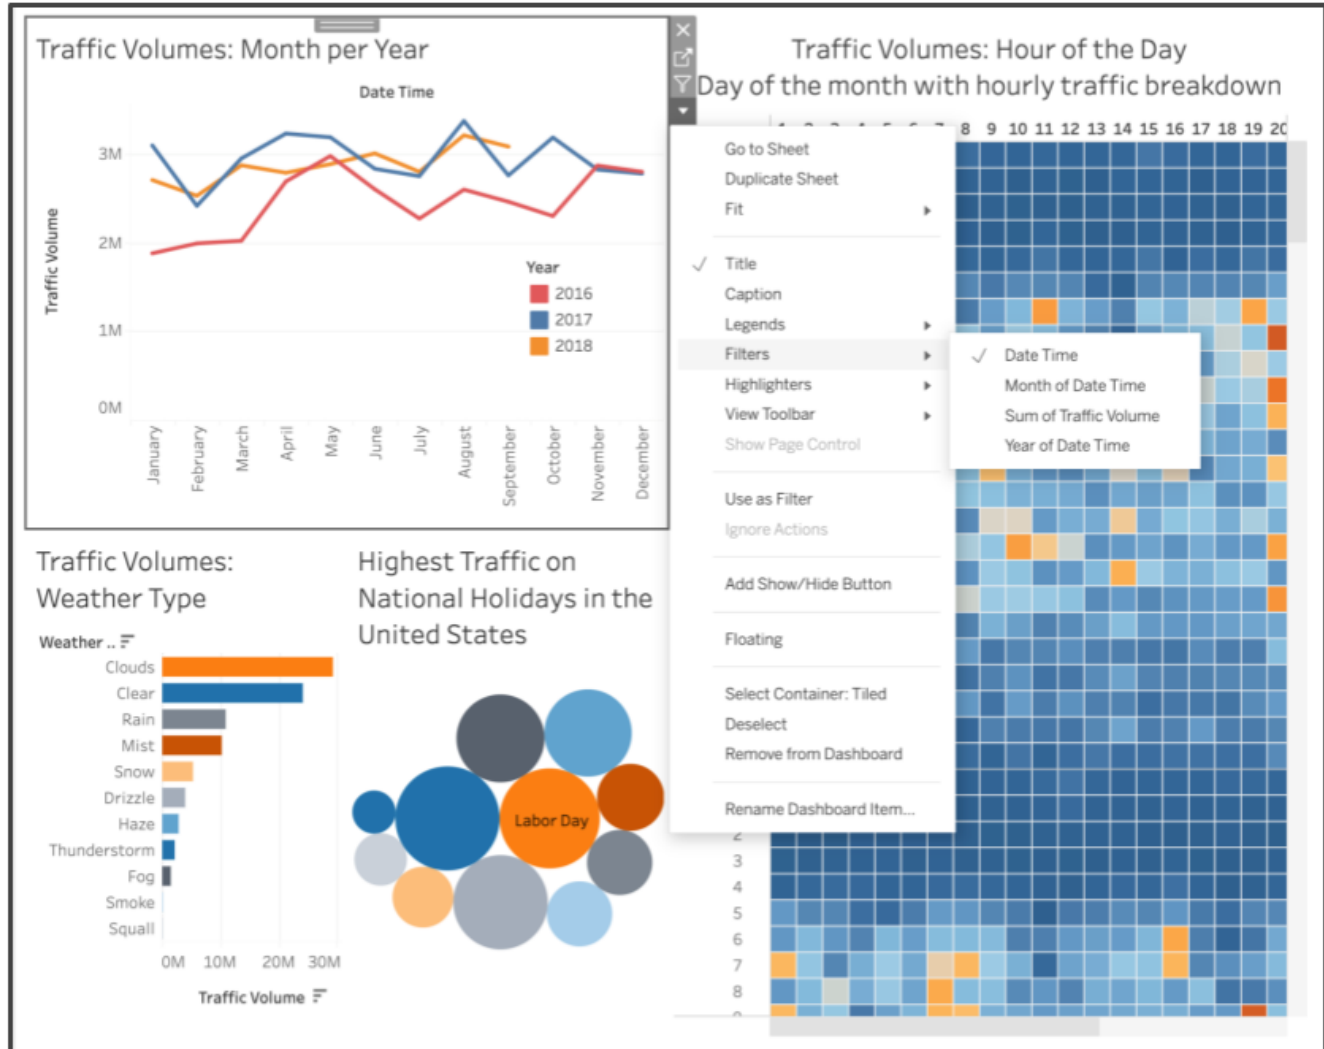 Traffic Volumes: Month per Year
Date Time
3M
2M
1M
0M
Traffic Volume
Year
2016
2017
2018
January
February
March
April
May
June
July
August
September
October
November
December
Traffic Volumes: Hour of the Day
Day of the month with hourly traffic breakdown
8 9 10 11 12 13 14 15 16 17 18 19 20
Go to Sheet
Duplicate Sheet
Fit
Title
Caption
Legends
Filters
Highlighters
View Toolbar
Show Page Control
Use as Filter
Ignore Actions
Add Show/Hide Button
Floating
Select Container: Tiled
Deselect
Remove from Dashboard
Rename Dashboard Item...
Date Time
Month of Date Time
Sum of Traffic Volume
Year of Date Time
2
3
4
5
6
7
8
Traffic Volumes:
Weather Type
Weather ..
Clouds
Clear
Rain
Mist
Snow
Drizzle
Haze
Thunderstorm
Fog
Smoke
Squall
0M 10M 20M 30M
Traffic Volume
Highest Traffic on
National Holidays in the
United States
Labor Day